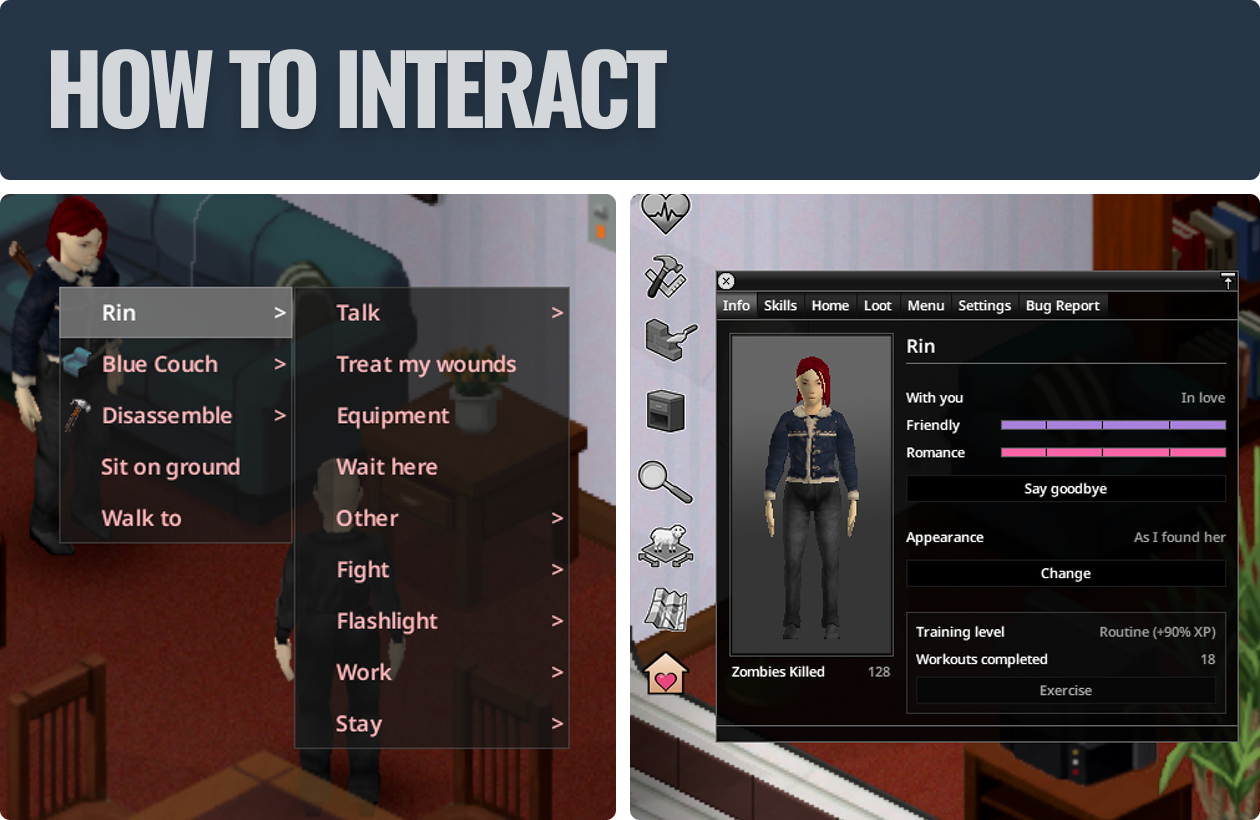 HOW TO INTERACT
Rin >
Blue Couch >
Disassemble >
Sit on ground
Walk to
Talk >
Treat my wounds
Equipment
Wait here
Other >
Fight >
Flashlight >
Work >
Stay >
Info Skills Home Loot Menu Settings Bug Report
Rin
With you In love
Friendly
Romance
Say goodbye
Appearance As I found her
Change
Training level Routine (+90% XP)
Workouts completed 18
Exercise
Zombies Killed 128